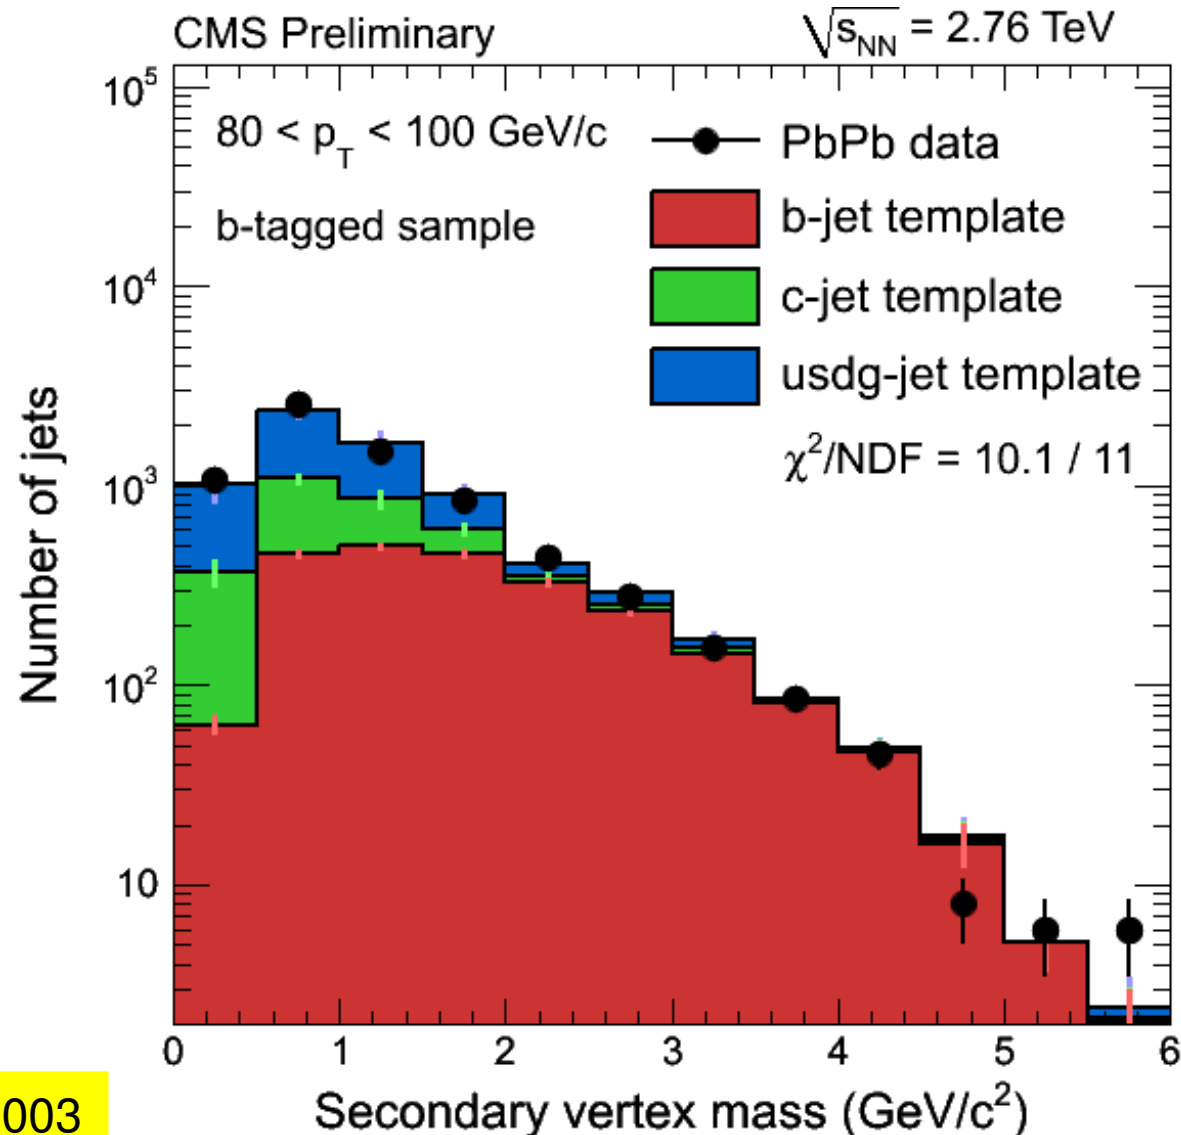 CMS Preliminary
√s_NN = 2.76 TeV
80 < p_T < 100 GeV/c
b-tagged sample
PbPb data
b-jet template
c-jet template
usdg-jet template
χ²/NDF = 10.1 / 11
Number of jets
10⁵
10⁴
10³
10²
10
0 1 2 3 4 5 6
Secondary vertex mass (GeV/c²)
003